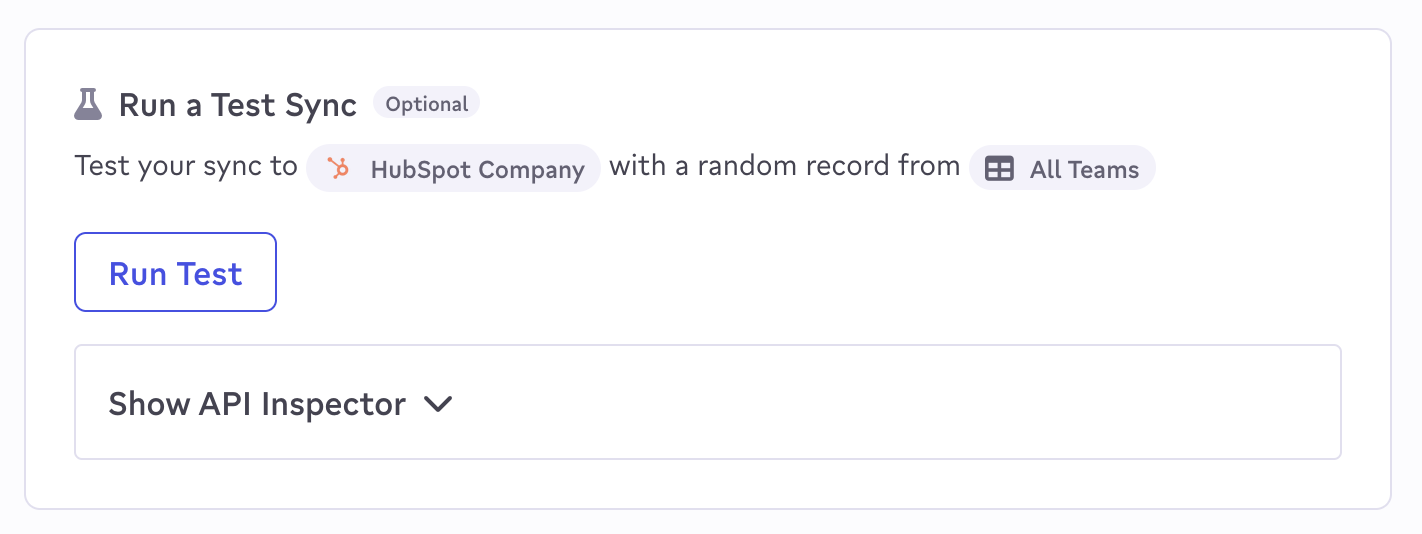 Run a Test Sync Optional
Test your sync to HubSpot Company with a random record from All Teams
Run Test
Show API Inspector